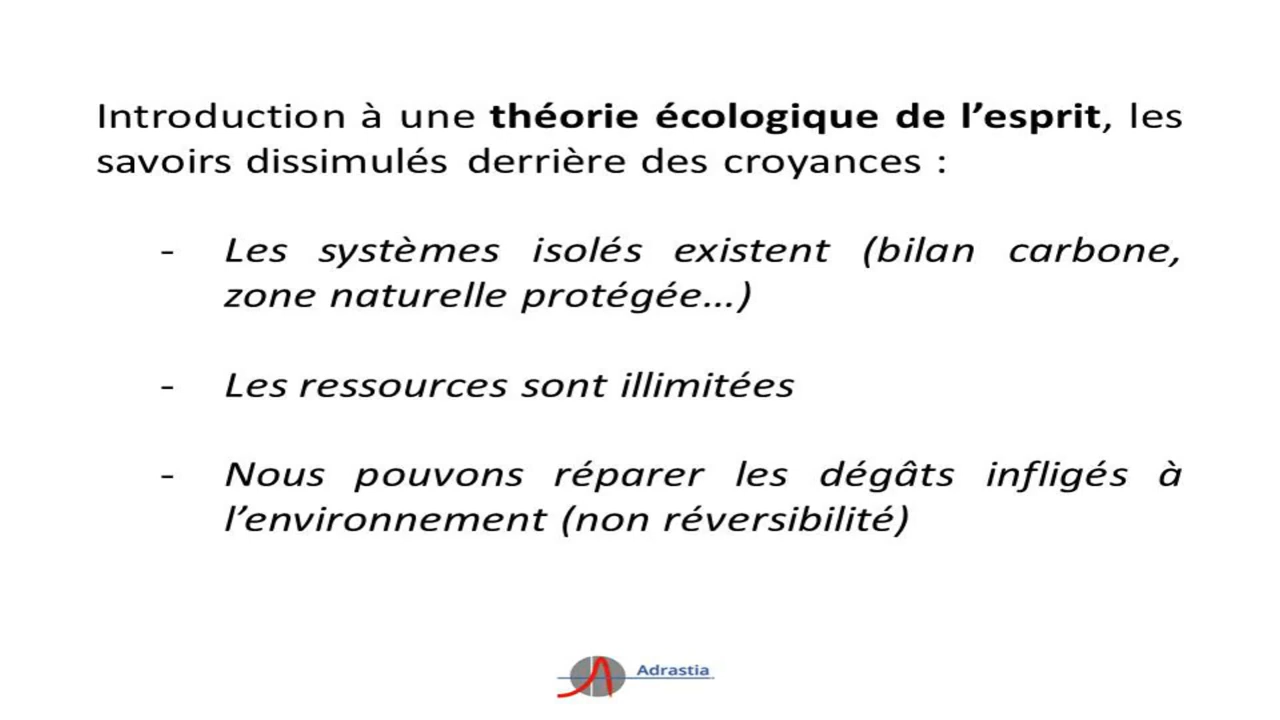 Introduction à une théorie écologique de l’esprit, les
savoirs dissimulés derrière des croyances :
- Les systèmes isolés existent (bilan carbone,
zone naturelle protégée…)
- Les ressources sont illimitées
- Nous pouvons réparer les dégâts infligés à
l’environnement (non réversibilité)
Adrastia